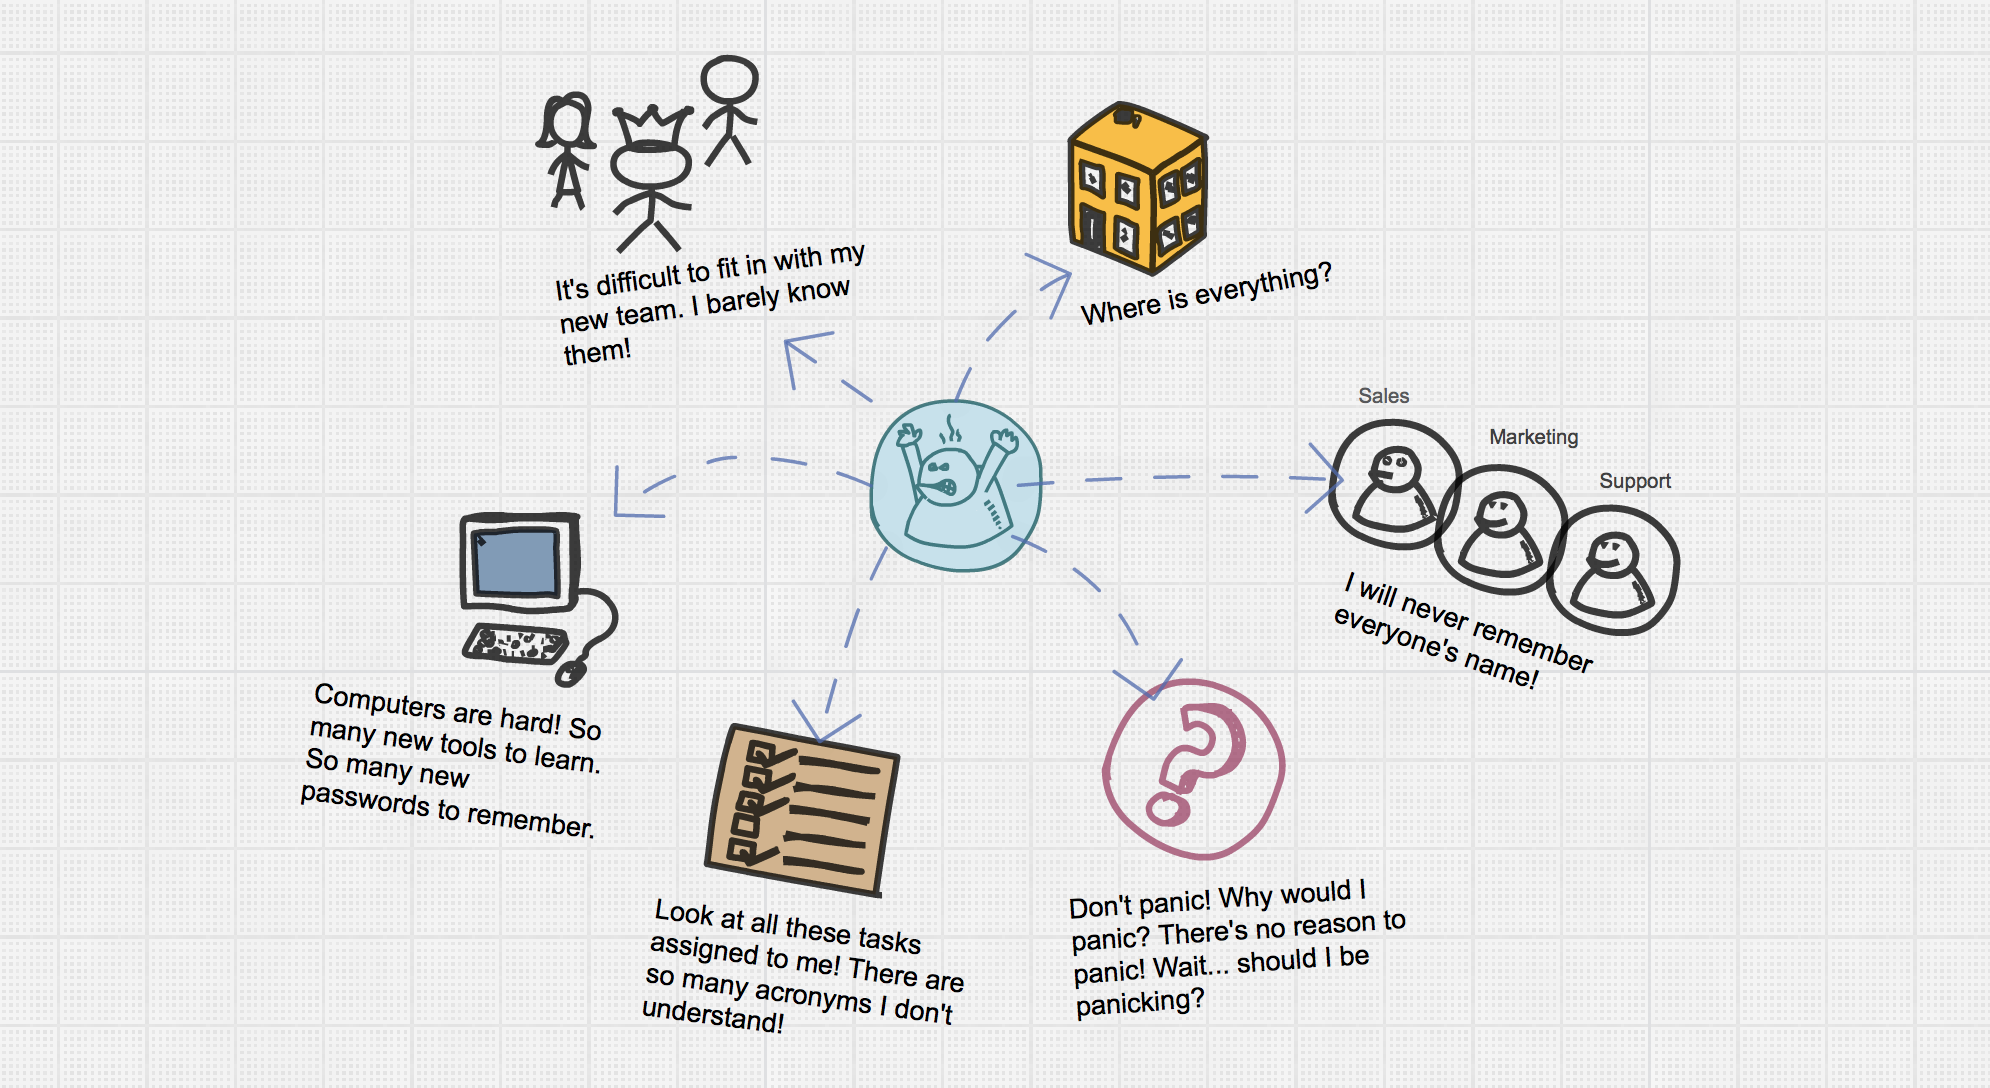 It's difficult to fit in with my
new team. I barely know
them!
Where is everything?
Sales
Marketing
Support
I will never remember
everyone's name!
Computers are hard! So
many new tools to learn.
So many new
passwords to remember.
Look at all these tasks
assigned to me! There are
so many acronyms I don't
understand!
Don't panic! Why would I
panic? There's no reason to
panic! Wait... should I be
panicking?